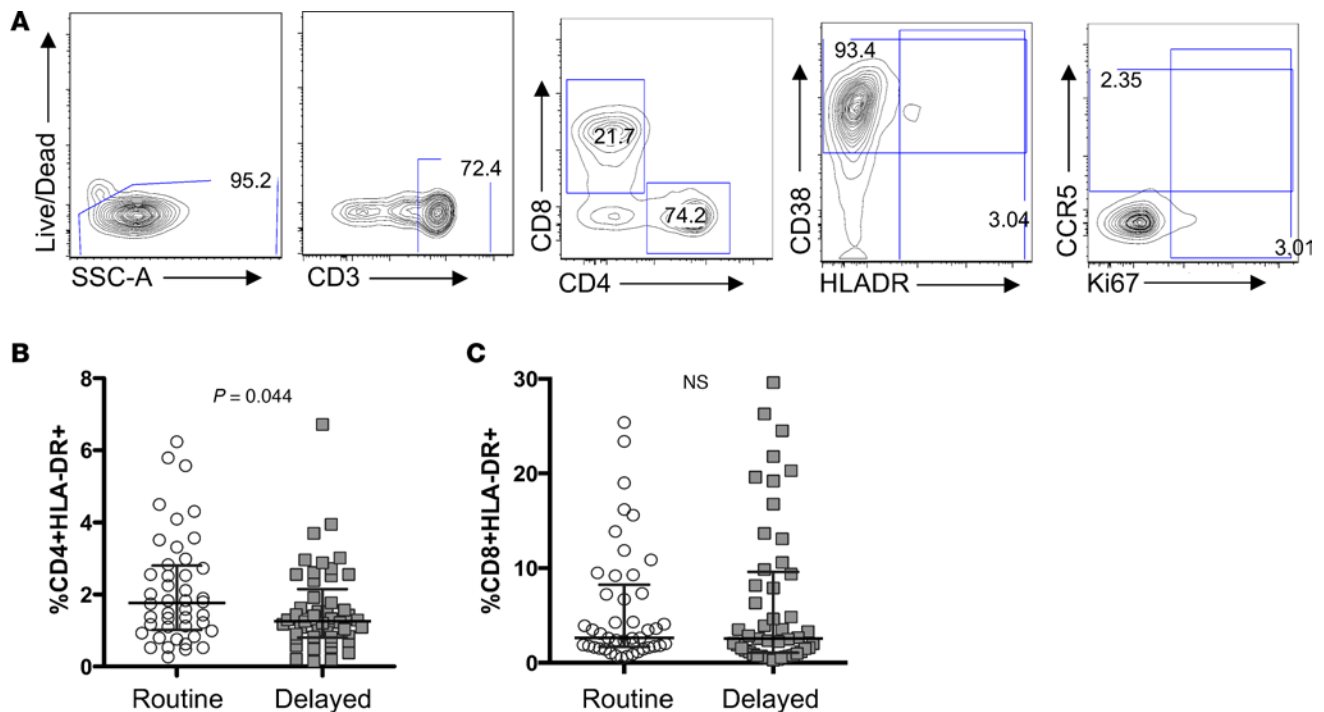 A
Live/Dead
95.2
SSC-A
72.4
CD3
CD8
21.7
74.2
CD4
CD38
93.4
3.04
HLADR
CCR5
2.35
3.01
Ki67
B
%CD4+HLA-DR+
8
6
4
2
0
P = 0.044
Routine
Delayed
C
%CD8+HLA-DR+
30
20
10
0
NS
Routine
Delayed